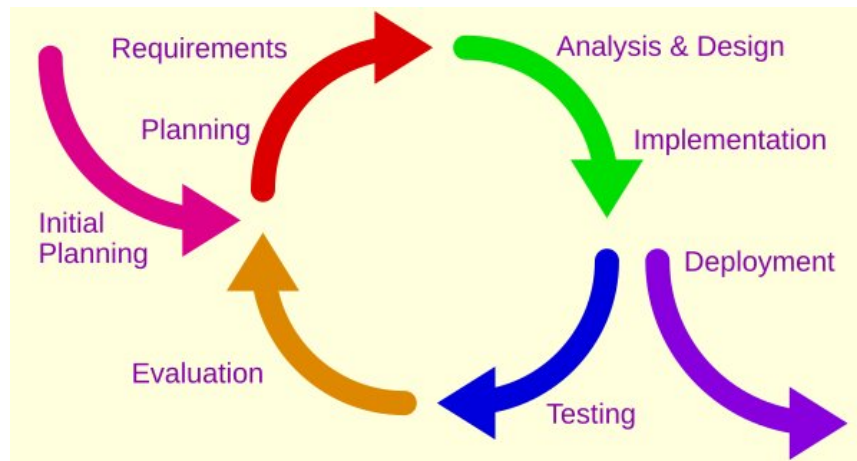 Requirements
Analysis & Design
Planning
Implementation
Initial
Planning
Deployment
Evaluation
Testing